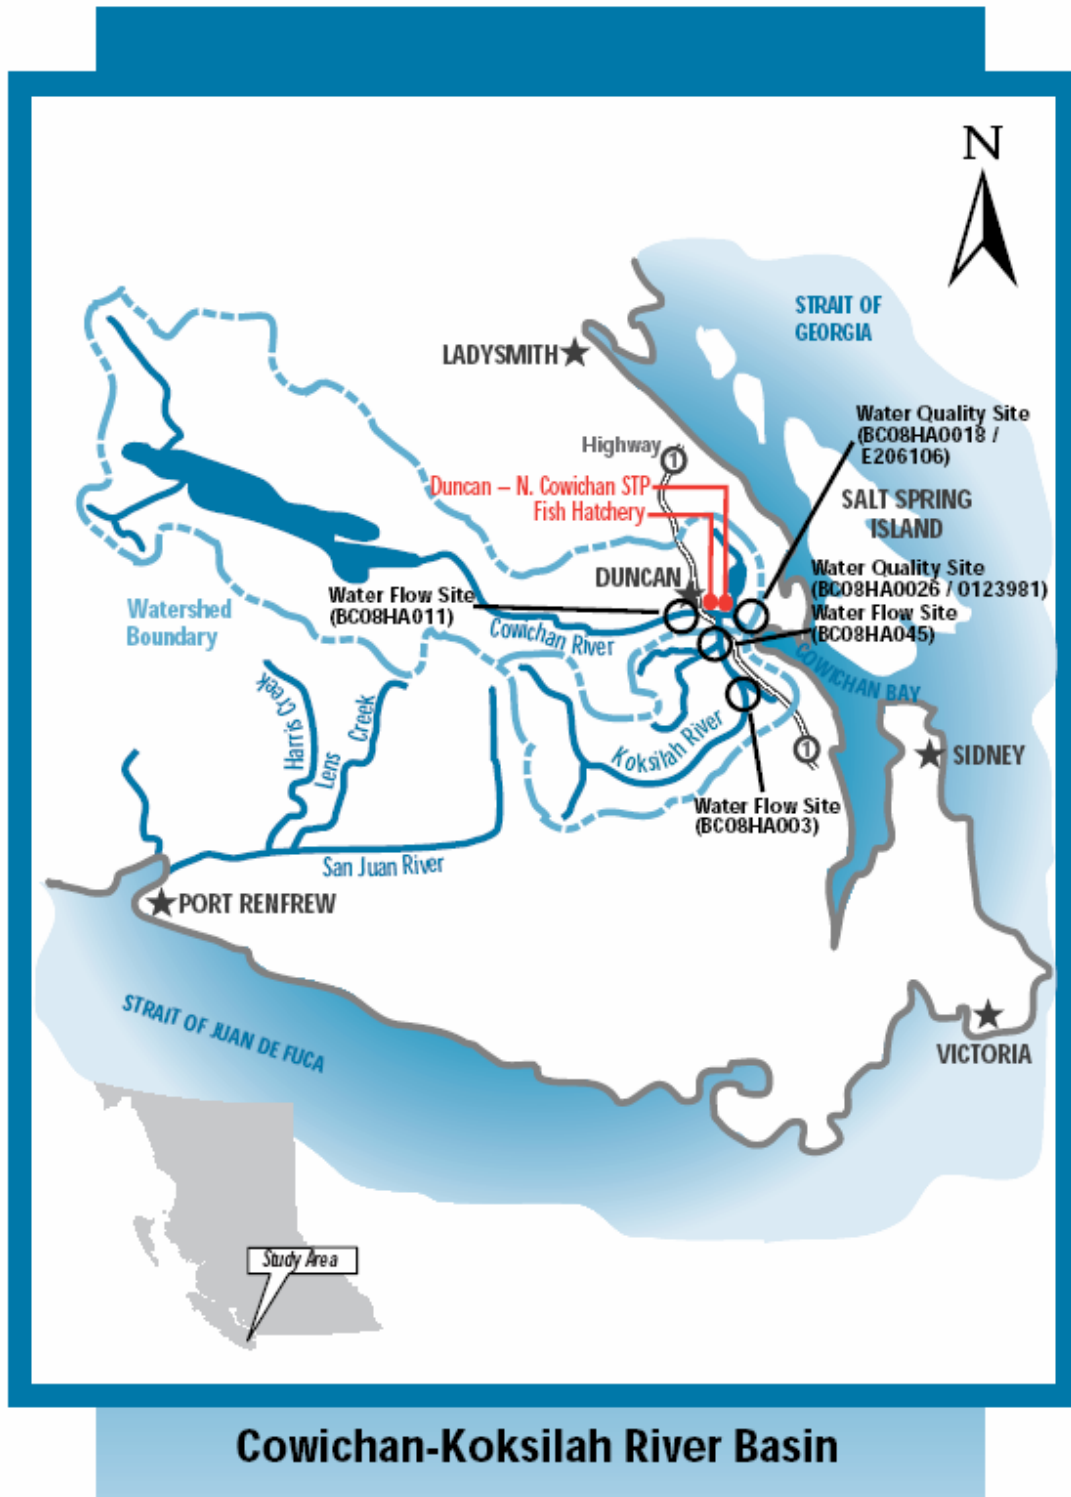 N
STRAIT OF
GEORGIA
LADYSMITH
Water Quality Site
(BC08HA0018 /
E206106)
Highway
1
Duncan – N. Cowichan STP
Fish Hatchery
SALT SPRING
ISLAND
DUNCAN
Water Quality Site
(BC08HA0026 / 0123981)
Water Flow Site
(BC08HA045)
Water Flow Site
(BC08HA011)
Watershed
Boundary
Cowichan River
COWICHAN BAY
Harris Creek
Lens Creek
Koksilah River
1
SIDNEY
Water Flow Site
(BC08HA003)
San Juan River
PORT RENFREW
STRAIT OF JUAN DE FUCA
VICTORIA
Study Area
Cowichan-Koksilah River Basin